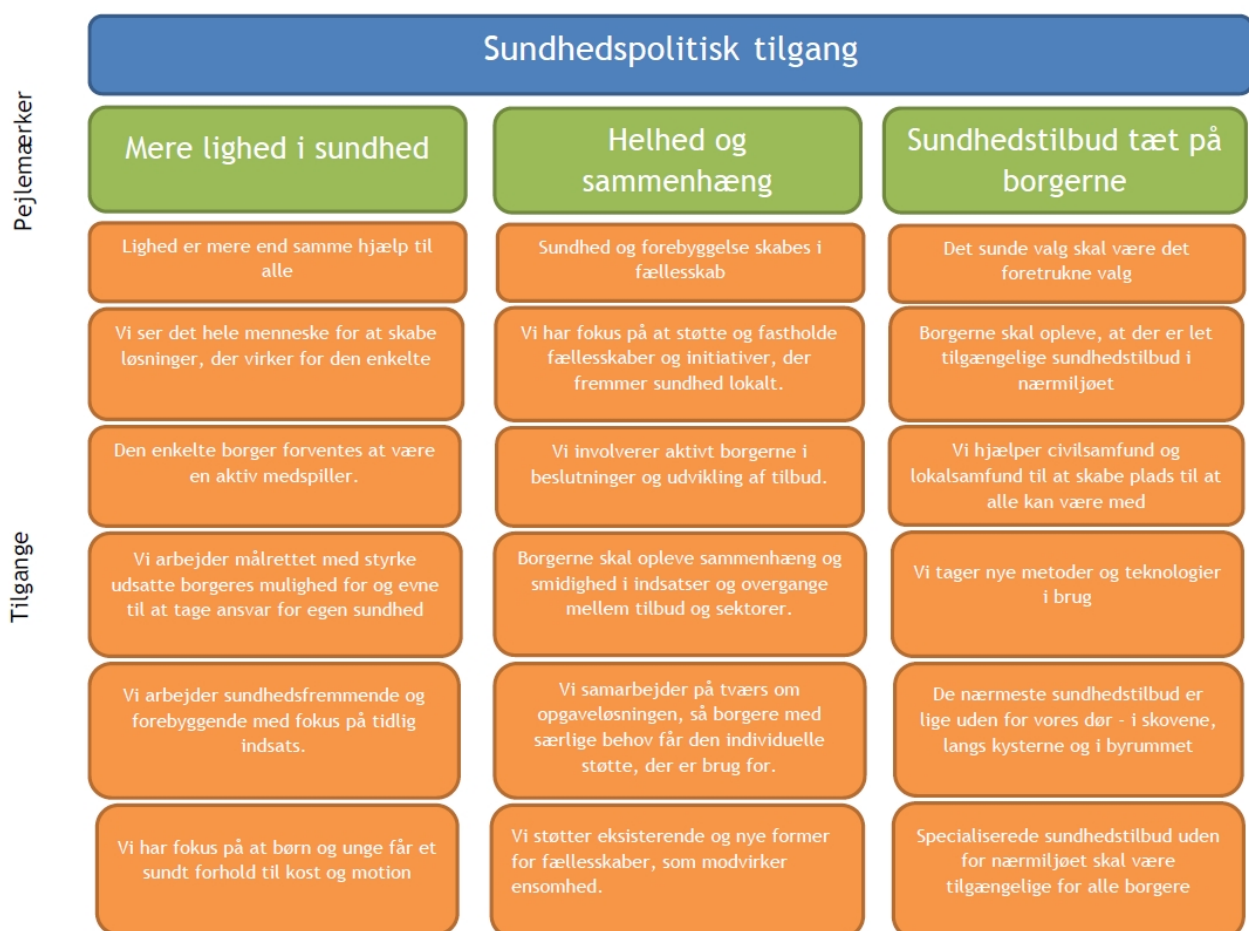 Sundhedspolitisk tilgang
Pejlemærker
Mere lighed i sundhed
Helhed og
sammenhæng
Sundhedstilbud tæt på
borgerne
Tilgange
Lighed er mere end samme hjælp til
alle
Sundhed og forebyggelse skabes i
fællesskab
Det sunde valg skal være det
foretrukne valg
Vi ser det hele menneske for at skabe
løsninger, der virker for den enkelte
Vi har fokus på at støtte og fastholde
fællesskaber og initiativer, der
fremmer sundhed lokalt.
Borgerne skal opleve, at der er let
tilgængelige sundhedstilbud i
nærmiljøet
Den enkelte borger forventes at være
en aktiv medspiller.
Vi involverer aktivt borgerne i
beslutninger og udvikling af tilbud.
Vi hjælper civilsamfund og
lokalsamfund til at skabe plads til at
alle kan være med
Vi arbejder målrettet med styrke
udsatte borgeres mulighed for og evne
til at tage ansvar for egen sundhed
Borgerne skal opleve sammenhæng og
smidighed i indsatser og overgange
mellem tilbud og sektorer.
Vi tager nye metoder og teknologier
i brug
Vi arbejder sundhedsfremmende og
forebyggende med fokus på tidlig
indsats.
Vi samarbejder på tværs om
opgaveløsningen, så borgere med
særlige behov får den individuelle
støtte, der er brug for.
De nærmeste sundhedstilbud er
lige uden for vores dør - i skovene,
langs kysterne og i byrummet
Vi har fokus på at børn og unge får et
sundt forhold til kost og motion
Vi støtter eksisterende og nye former
for fællesskaber, som modvirker
ensomhed.
Specialiserede sundhedstilbud uden
for nærmiljøet skal være
tilgængelige for alle borgere